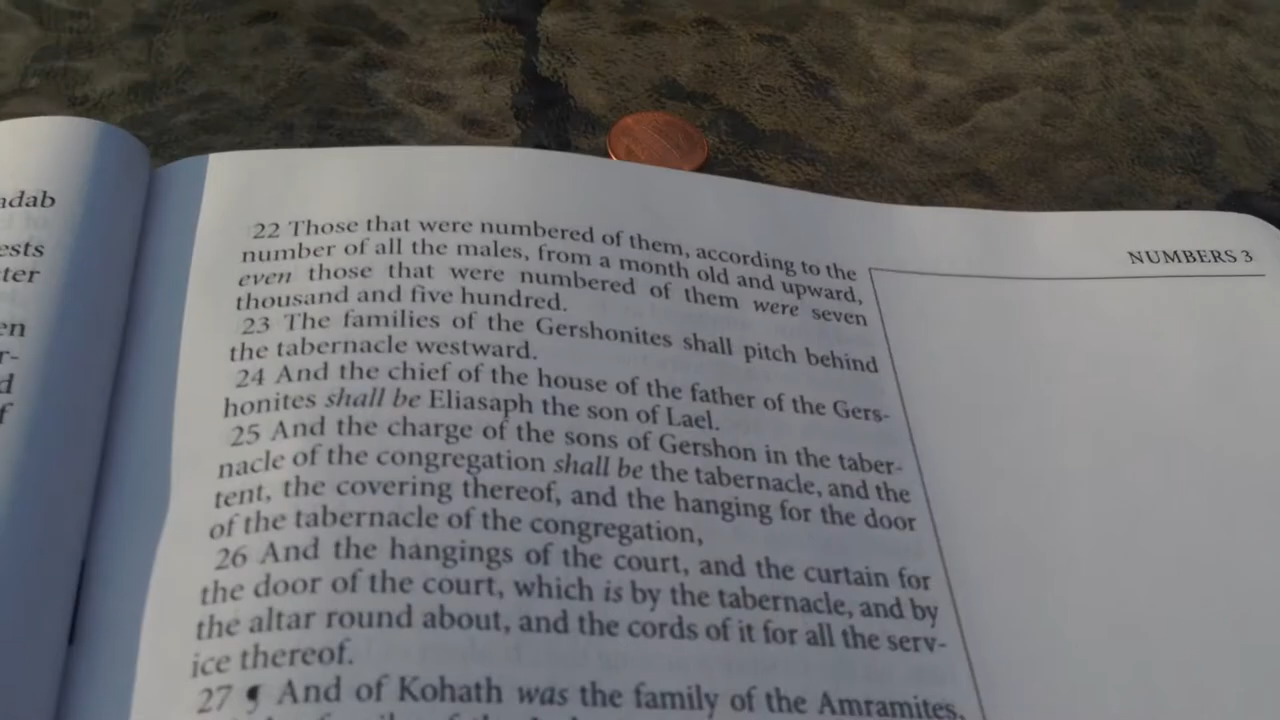 adab
ests
ter
en
r-
d
f
NUMBERS 3
22 Those that were numbered of them, according to the
number of all the males, from a month old and upward,
even those that were numbered of them were seven
thousand and five hundred.
23 The families of the Gershonites shall pitch behind
the tabernacle westward.
24 And the chief of the house of the father of the Gers-
honites shall be Eliasaph the son of Lael.
25 And the charge of the sons of Gershon in the taber-
nacle of the congregation shall be the tabernacle, and the
tent, the covering thereof, and the hanging for the door
of the tabernacle of the congregation,
26 And the hangings of the court, and the curtain for
the door of the court, which is by the tabernacle, and by
the altar round about, and the cords of it for all the serv-
ice thereof.
27 ¶ And of Kohath was the family of the Amramites,